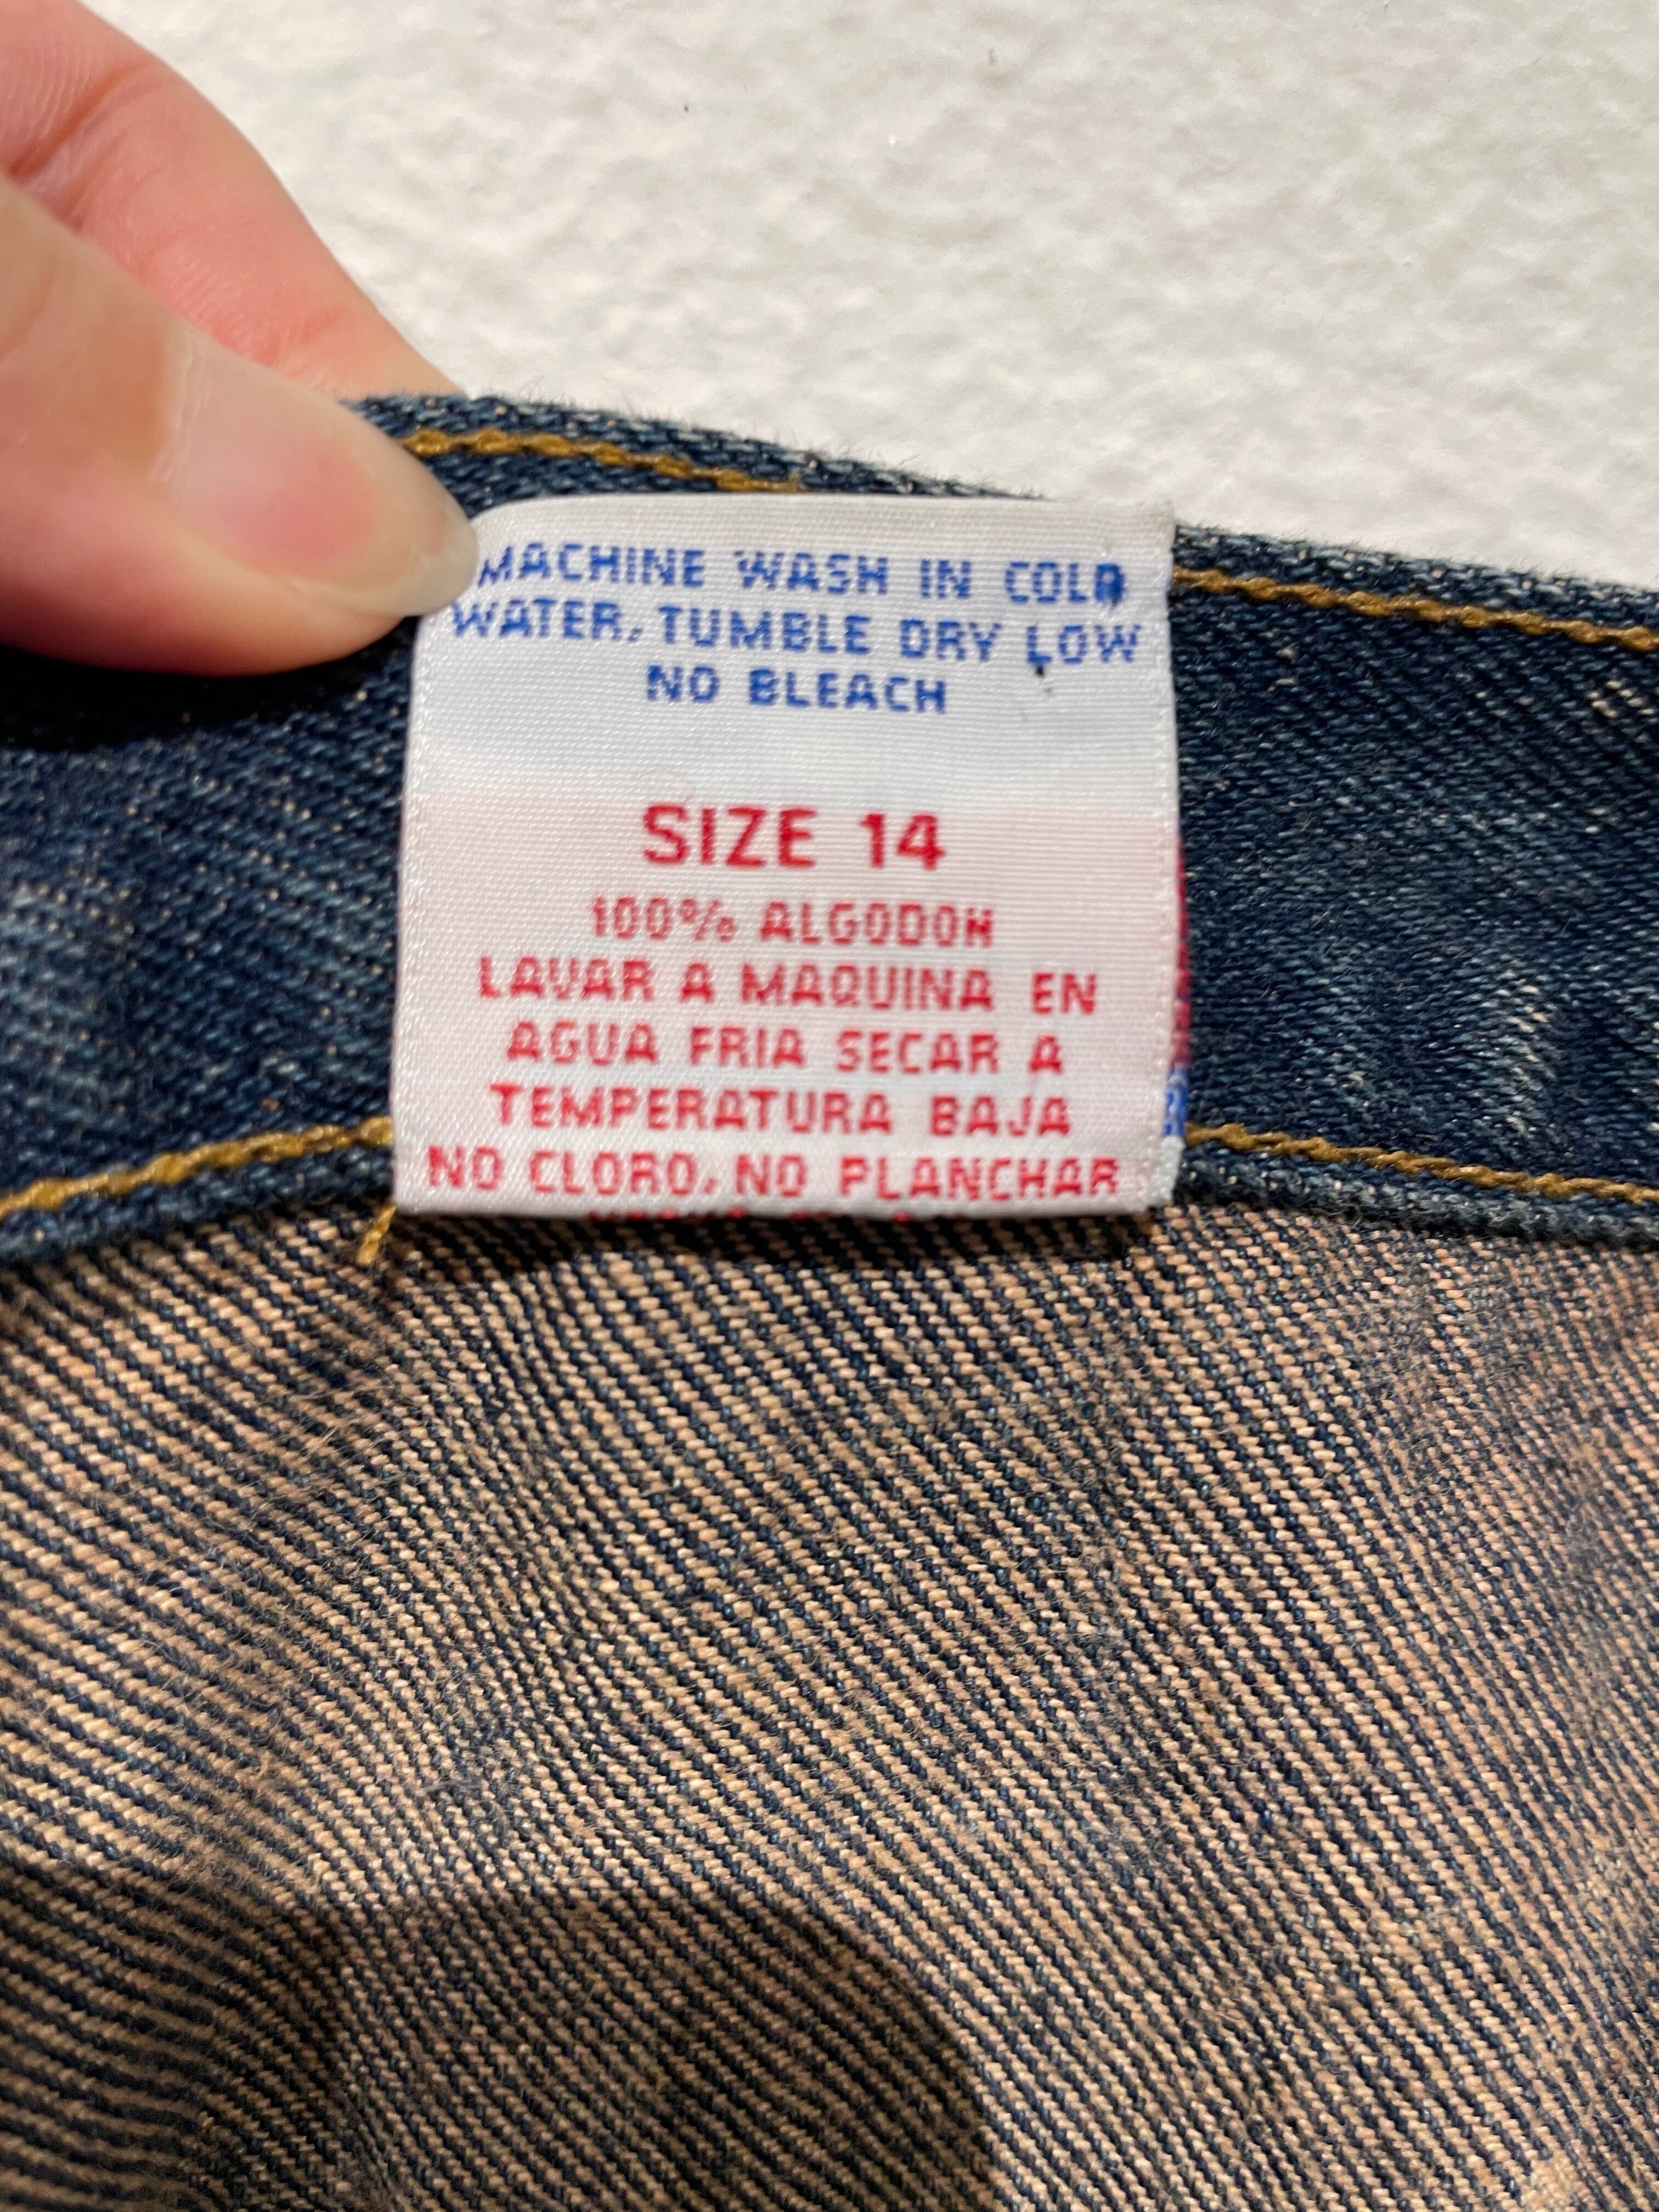 MACHINE WASH IN COLD
WATER, TUMBLE DRY LOW
NO BLEACH
SIZE 14
100% ALGODON
LAVAR A MAQUINA EN
AGUA FRIA SECAR A
TEMPERATURA BAJA
NO CLORO, NO PLANCHAR